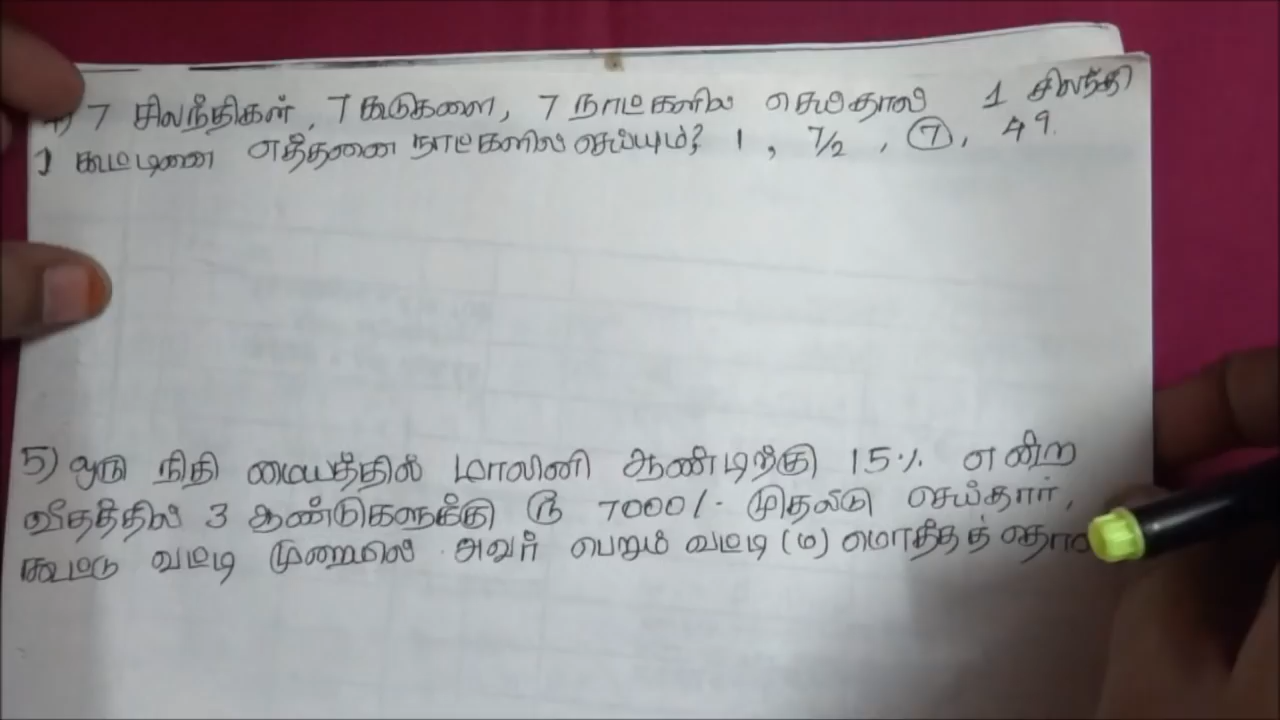 4) 7 சிலந்திகள், 7 கூடுகளை, 7 நாட்களில் செய்தால் 1 சிலந்தி
1 கூட்டினை எத்தனை நாட்களில் செய்யும்? 1, 7/2, 7, 49.
5) ஒரு நிதி மையத்தில் மாலினி ஆண்டிற்கு 15% என்ற
வீதத்தில் 3 ஆண்டுகளுக்கு ரூ 7000/- முதலீடு செய்தார்,
கூட்டு வட்டி முறையில் அவர் பெறும் வட்டி (ம) மொத்தத்